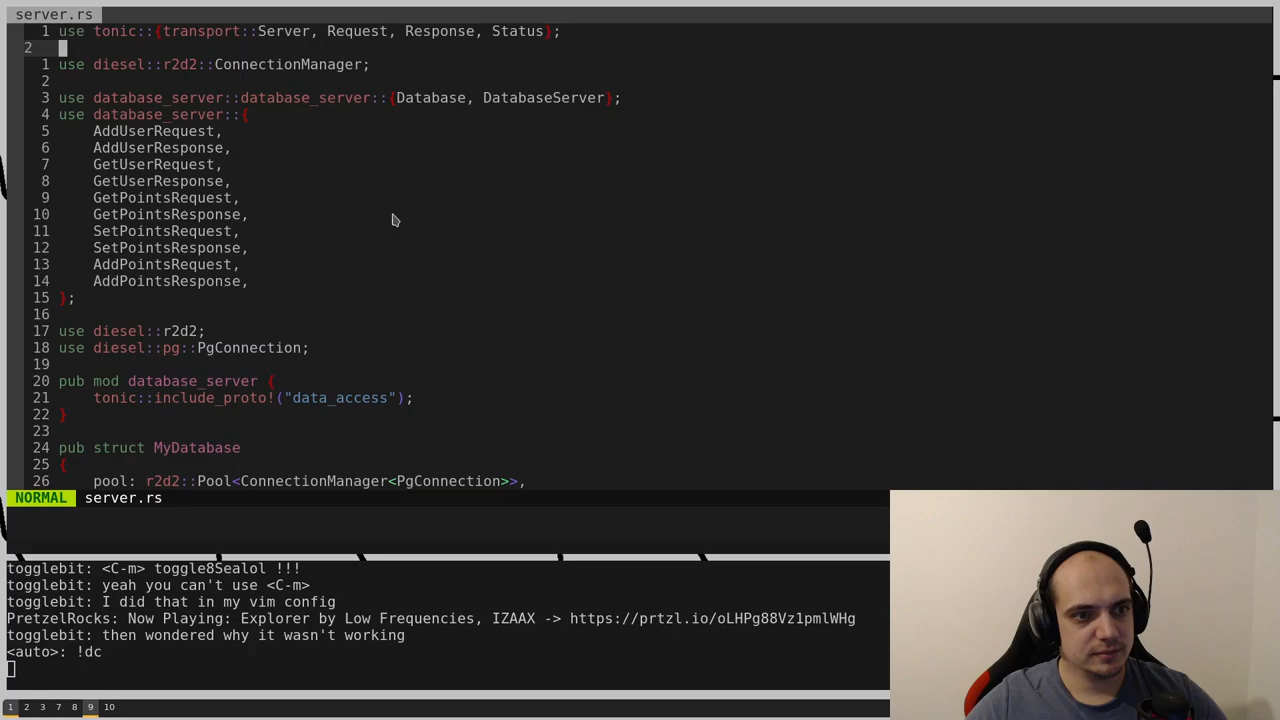 server.rs
1 use tonic::{transport::Server, Request, Response, Status};
2
1 use diesel::r2d2::ConnectionManager;
2
3 use database_server::database_server::{Database, DatabaseServer};
4 use database_server::{
5     AddUserRequest,
6     AddUserResponse,
7     GetUserRequest,
8     GetUserResponse,
9     GetPointsRequest,
10     GetPointsResponse,
11     SetPointsRequest,
12     SetPointsResponse,
13     AddPointsRequest,
14     AddPointsResponse,
15 };
16
17 use diesel::r2d2;
18 use diesel::pg::PgConnection;
19
20 pub mod database_server {
21     tonic::include_proto!("data_access");
22 }
23
24 pub struct MyDatabase
25 {
26     pool: r2d2::Pool<ConnectionManager<PgConnection>>,
NORMAL server.rs
togglebit: <C-m> toggle8Sealol !!!
togglebit: yeah you can't use <C-m>
togglebit: I did that in my vim config
PretzelRocks: Now Playing: Explorer by Low Frequencies, IZAAX -> https://prtzl.io/oLHPg88Vz1pmlWHg
togglebit: then wondered why it wasn't working
<auto>: !dc
1 2 3 7 8 9 10